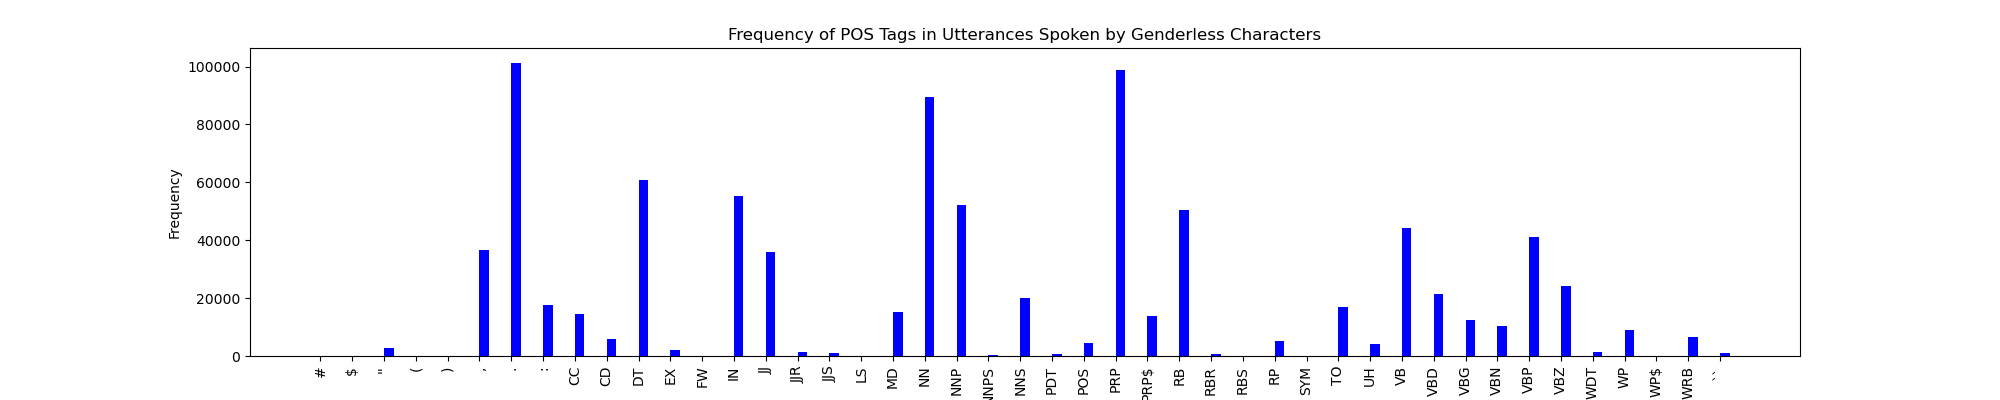 Frequency of POS Tags in Utterances Spoken by Genderless Characters
Frequency
100000
80000
60000
40000
20000
0
# $ " ( ) , . : CC CD DT EX FW IN JJ JJR JJS LS MD NN NNP NNPS NNS PDT POS PRP PRP$ RB RBR RBS RP SYM TO UH VB VBD VBG VBN VBP VBZ WDT WP WP$ WRB ``